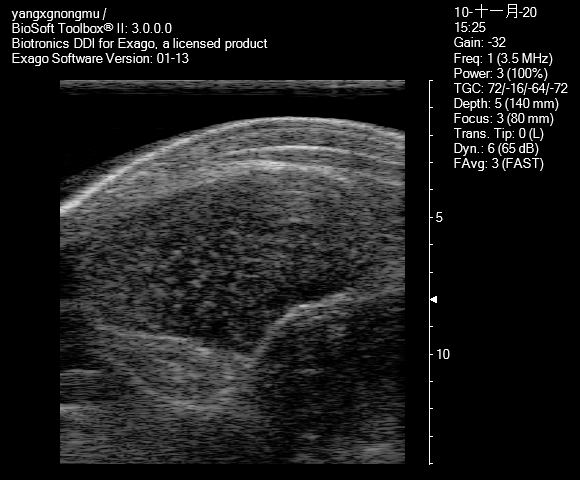 yangxgnongmu /
BioSoft Toolbox® II: 3.0.0.0
Biotronics DDI for Exago, a licensed product
Exago Software Version: 01-13
10-十一月-20
15:25
Gain: -32
Freq: 1 (3.5 MHz)
Power: 3 (100%)
TGC: 72/-16/-64/-72
Depth: 5 (140 mm)
Focus: 3 (80 mm)
Trans. Tip: 0 (L)
Dyn.: 6 (65 dB)
FAvg: 3 (FAST)
5
10